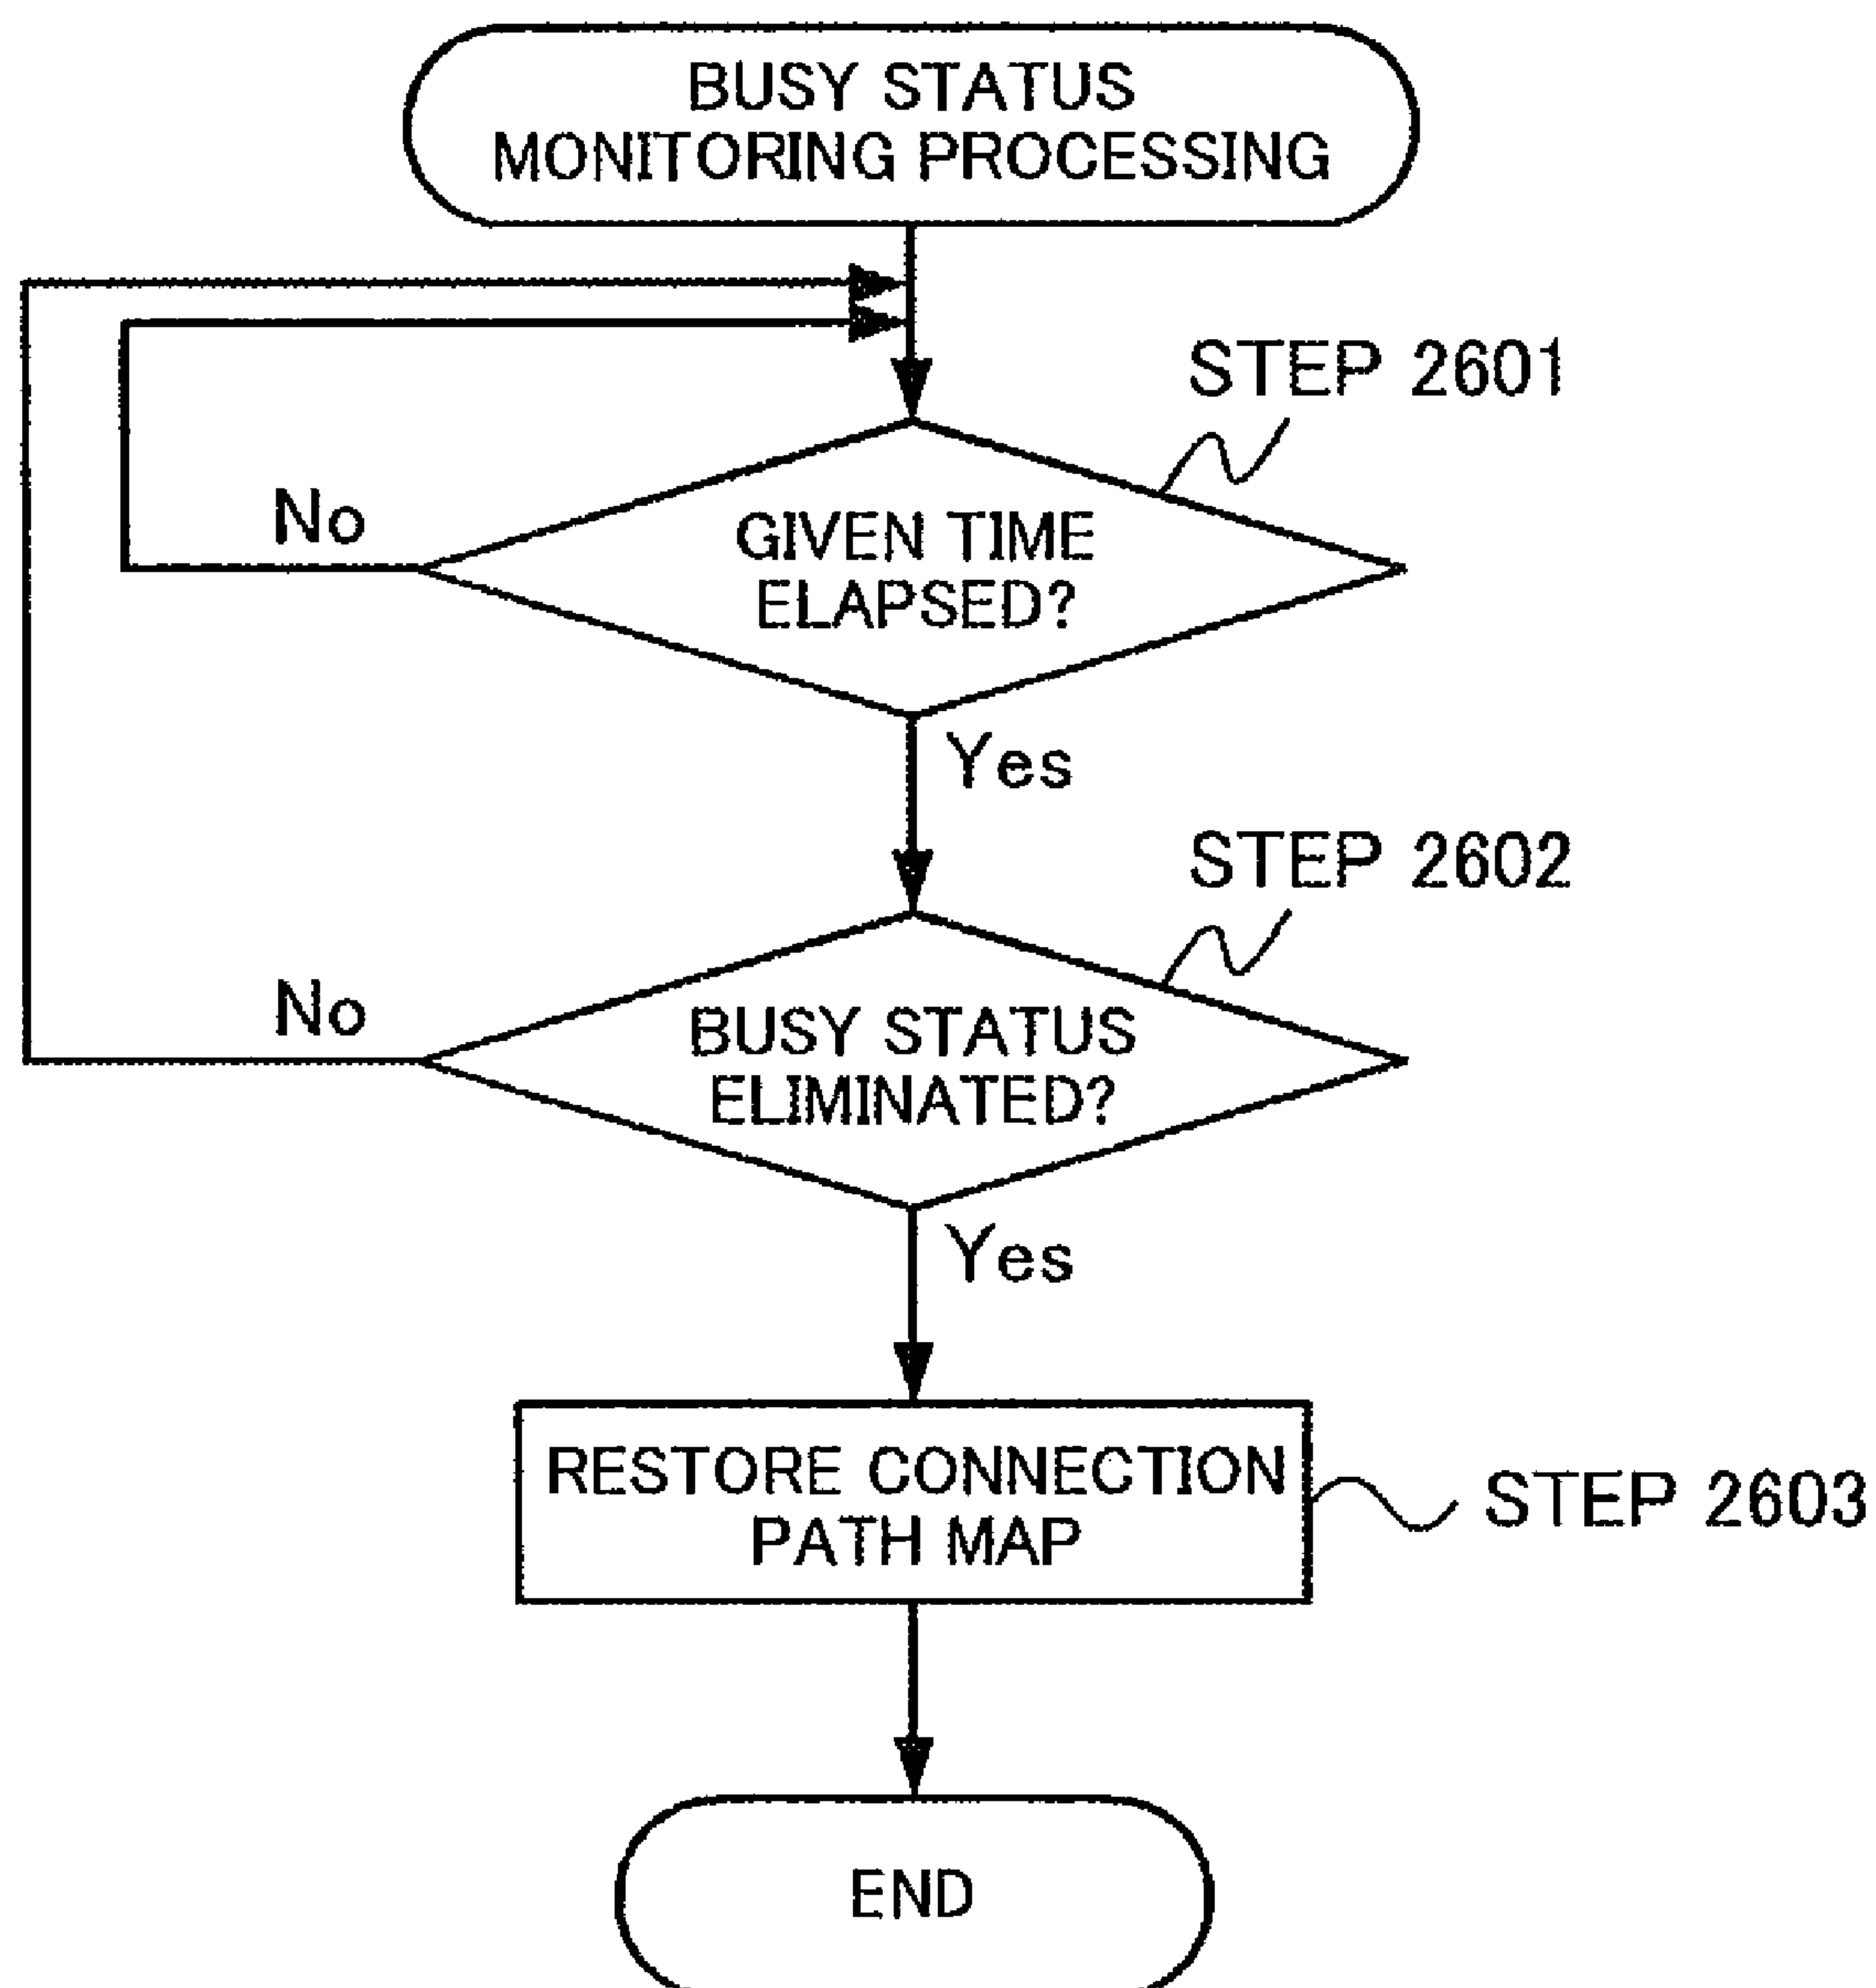 BUSY STATUS
MONITORING PROCESSING
STEP 2601
No
GIVEN TIME
ELAPSED?
Yes
STEP 2602
No
BUSY STATUS
ELIMINATED?
Yes
RESTORE CONNECTION
PATH MAP
STEP 2603
END